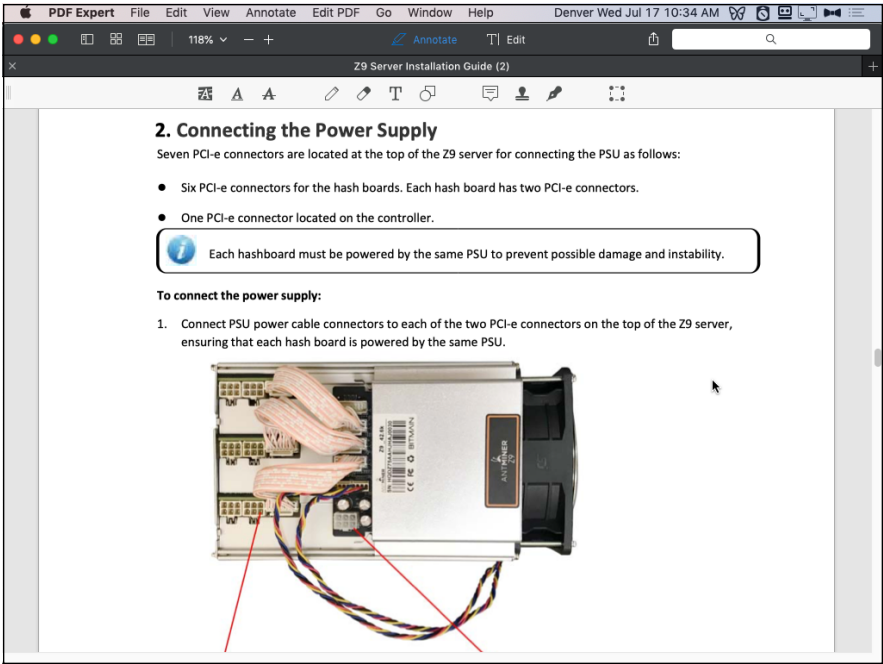 PDF Expert File Edit View Annotate Edit PDF Go Window Help Denver Wed Jul 17 10:34 AM
118% Annotate T Edit
Z9 Server Installation Guide (2)
A A A T
2. Connecting the Power Supply
Seven PCI-e connectors are located at the top of the Z9 server for connecting the PSU as follows:
● Six PCI-e connectors for the hash boards. Each hash board has two PCI-e connectors.
● One PCI-e connector located on the controller.
i Each hashboard must be powered by the same PSU to prevent possible damage and instability.
To connect the power supply:
1. Connect PSU power cable connectors to each of the two PCI-e connectors on the top of the Z9 server,
ensuring that each hash board is powered by the same PSU.
BITMAIN
ANTMINER
Z9